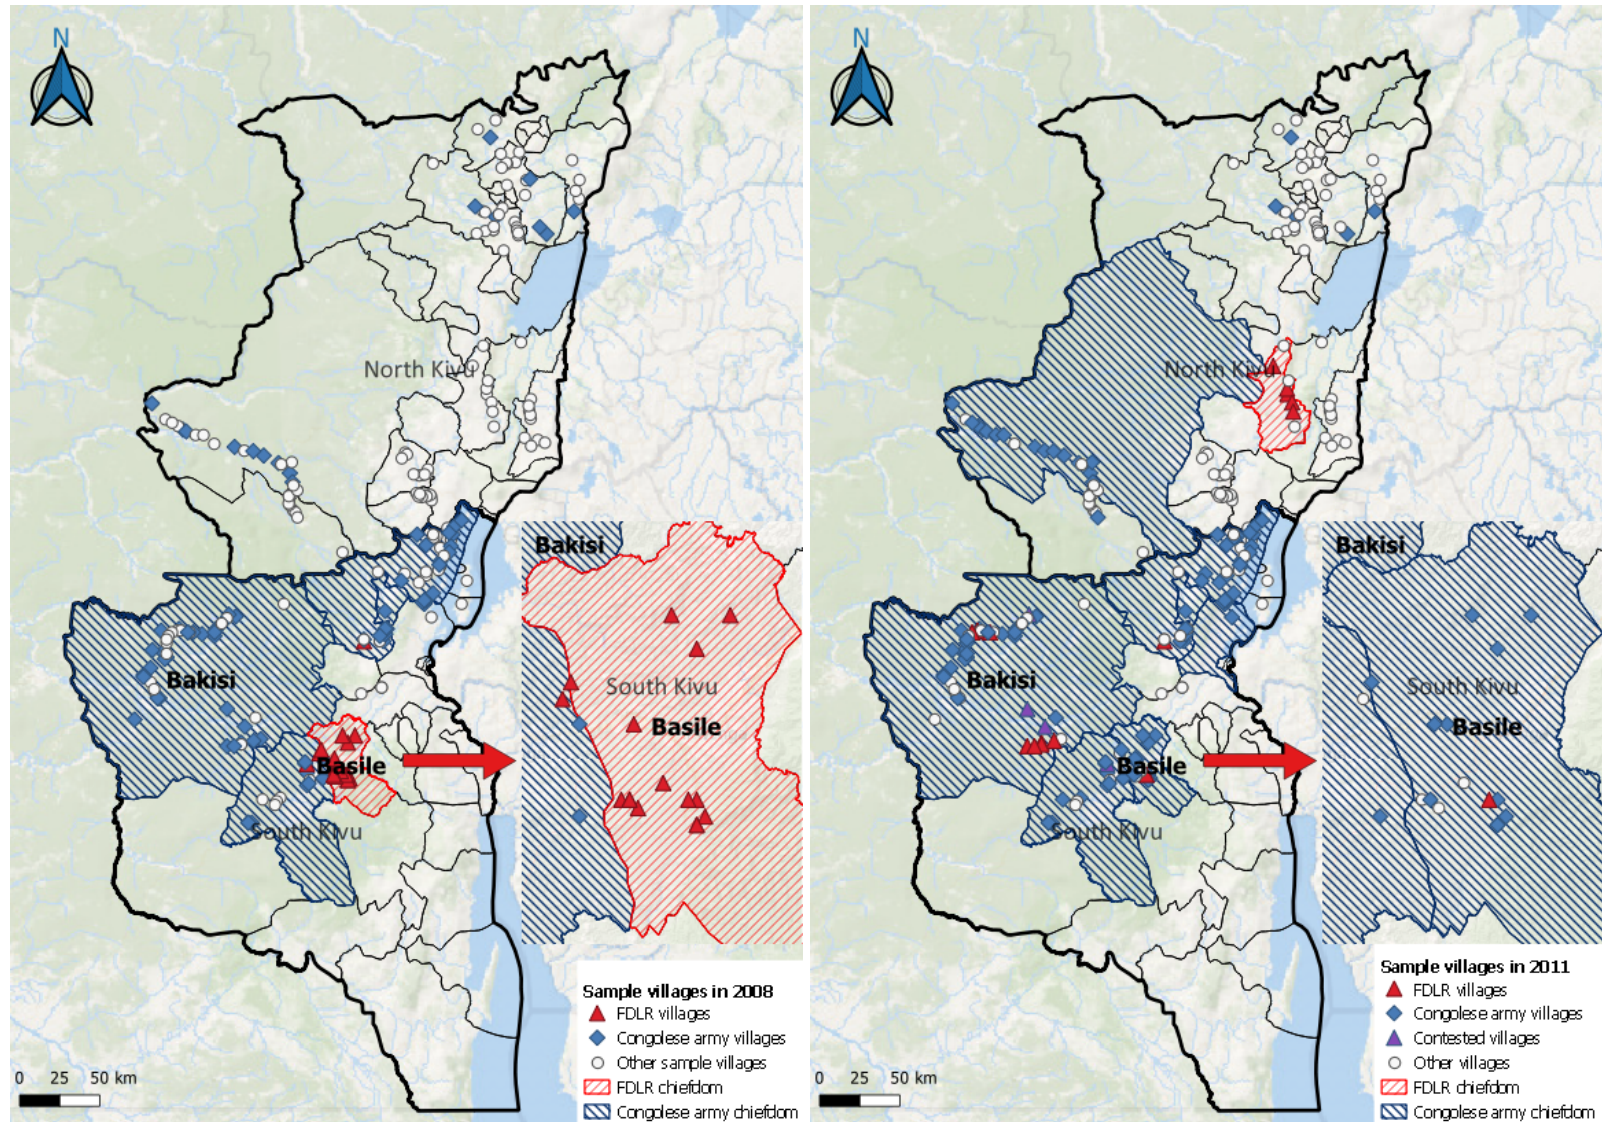 N
North Kivu
Bakisi
South Kivu
Basile
Bakisi
Basile
South Kivu
Sample villages in 2008
FDLR villages
Congolese army villages
Other sample villages
FDLR chiefdom
Congolese army chiefdom
0 25 50 km
N
North Kivu
Bakisi
South Kivu
Basile
Bakisi
Basile
South Kivu
Sample villages in 2011
FDLR villages
Congolese army villages
Contested villages
Other villages
FDLR chiefdom
Congolese army chiefdom
0 25 50 km